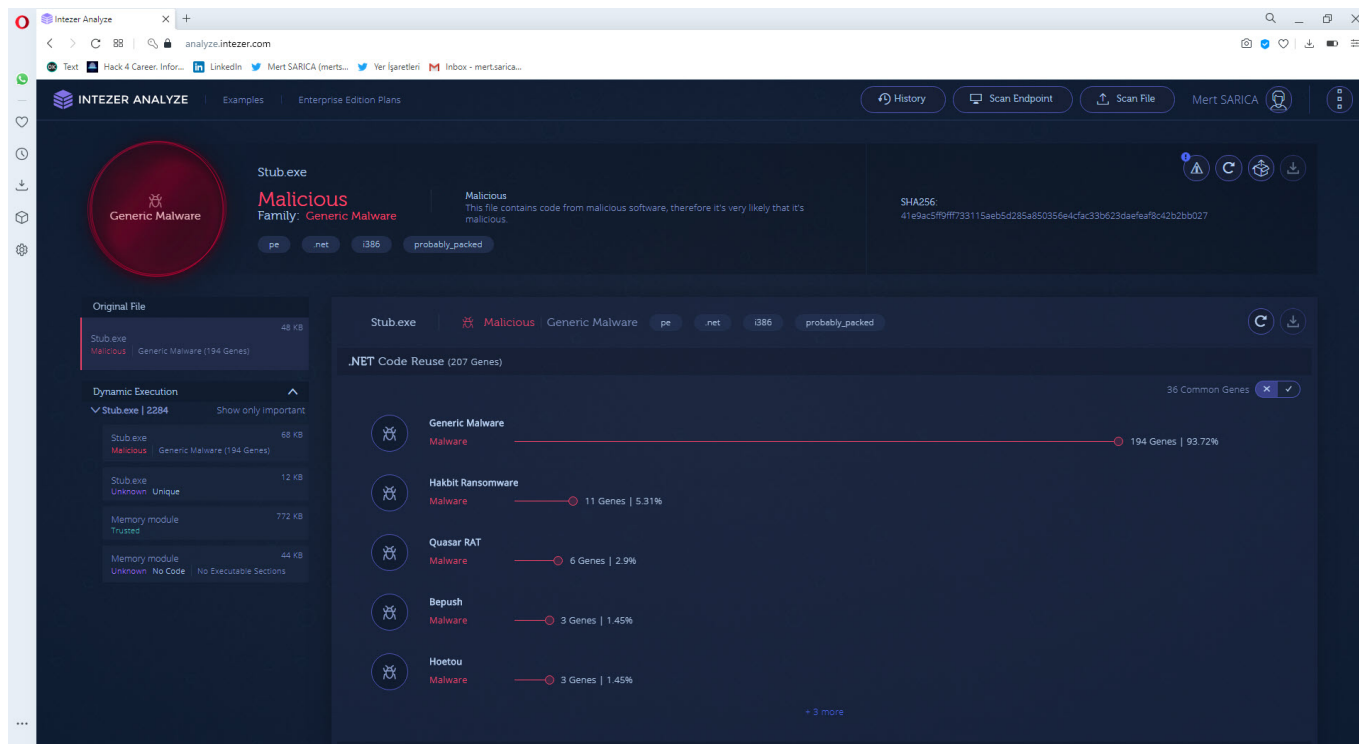 Intezer Analyze
analyze.intezer.com
Text
Hack 4 Career. Infor...
LinkedIn
Mert SARICA (merts...
Yer İşaretleri
Inbox - mert.sarica...
INTEZER ANALYZE
Examples
Enterprise Edition Plans
History
Scan Endpoint
Scan File
Mert SARICA
Generic Malware
Stub.exe
Malicious
Family: Generic Malware
pe
.net
i386
probably_packed
Malicious
This file contains code from malicious software, therefore it's very likely that it's
malicious.
SHA256:
41e9ac5ff9fff733115aeb5d285a850356e4cfac33b623daefeaf8c42b2bb027
Original File
Stub.exe
48 KB
Malicious
Generic Malware (194 Genes)
Dynamic Execution
Stub.exe | 2284
Show only important
Stub.exe
68 KB
Malicious
Generic Malware (194 Genes)
Stub.exe
12 KB
Unknown Unique
Memory module
772 KB
Trusted
Memory module
44 KB
Unknown No Code
No Executable Sections
Stub.exe
Malicious | Generic Malware
pe
.net
i386
probably_packed
.NET Code Reuse (207 Genes)
36 Common Genes
Generic Malware
Malware
194 Genes | 93.72%
Hakbit Ransomware
Malware
11 Genes | 5.31%
Quasar RAT
Malware
6 Genes | 2.9%
Bepush
Malware
3 Genes | 1.45%
Hoetou
Malware
3 Genes | 1.45%
+ 3 more